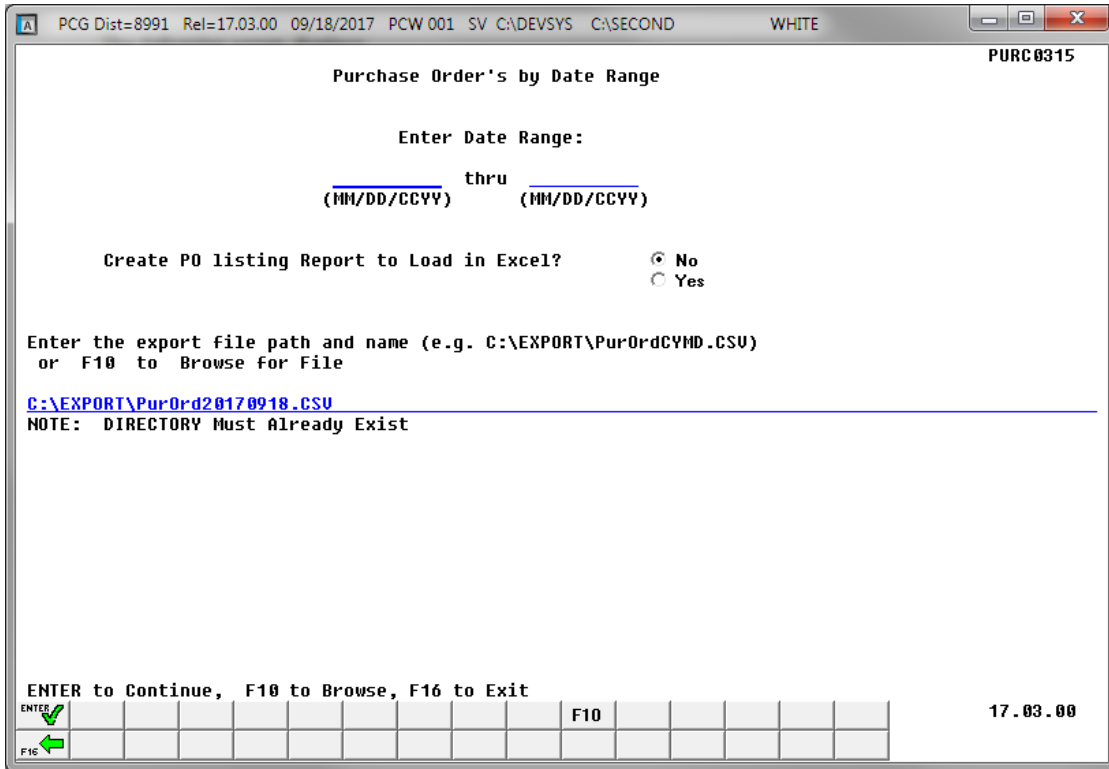 PCG Dist=8991 Rel=17.03.00 09/18/2017 PCW 001 SV C:\DEVSYS C:\SECOND WHITE
PURC0315
Purchase Order's by Date Range
Enter Date Range:
thru
(MM/DD/CCYY) (MM/DD/CCYY)
Create PO listing Report to Load in Excel? No
Yes
Enter the export file path and name (e.g. C:\EXPORT\PurOrdCYMD.CSV)
or F10 to Browse for File
C:\EXPORT\PurOrd20170918.CSV
NOTE: DIRECTORY Must Already Exist
ENTER to Continue, F10 to Browse, F16 to Exit
ENTER F10 17.03.00
F16